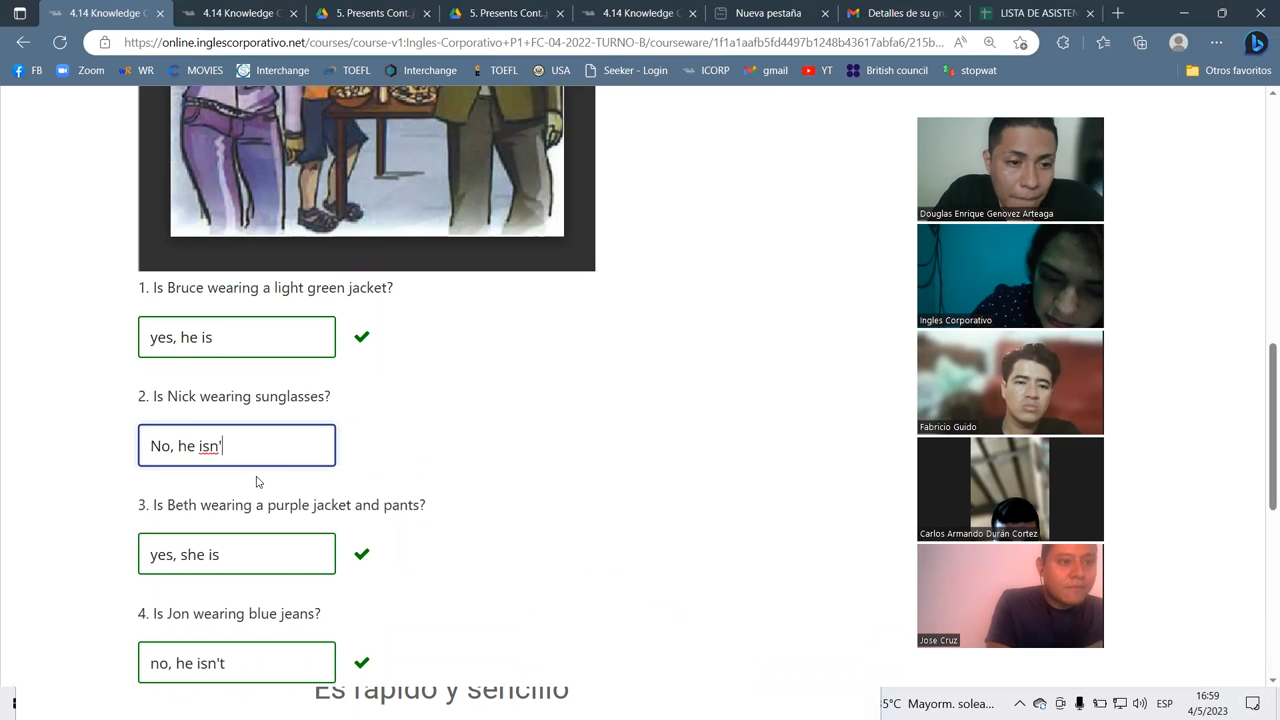 4.14 Knowledge C
4.14 Knowledge C
5. Presents Cont.
5. Presents Cont.
4.14 Knowledge C
Nueva pestaña
Detalles de su gr
LISTA DE ASISTEN
https://online.inglescorporativo.net/courses/course-v1:Ingles-Corporativo+P1+FC-04-2022-TURNO-B/courseware/1f1a1aafb5fd4497b1248b43617abfa6/215b...
FB
Zoom
WR
MOVIES
Interchange
TOEFL
Interchange
TOEFL
USA
Seeker - Login
ICORP
gmail
YT
British council
stopwat
Otros favoritos
1. Is Bruce wearing a light green jacket?
yes, he is
2. Is Nick wearing sunglasses?
No, he isn'
3. Is Beth wearing a purple jacket and pants?
yes, she is
4. Is Jon wearing blue jeans?
no, he isn't
Es rápido y sencillo
Douglas Enrique Genovez Arteaga
Ingles Corporativo
Fabricio Guido
Carlos Armando Durán Cortez
Jose Cruz
5°C Mayorm. solea...
ESP
16:59
4/5/2023